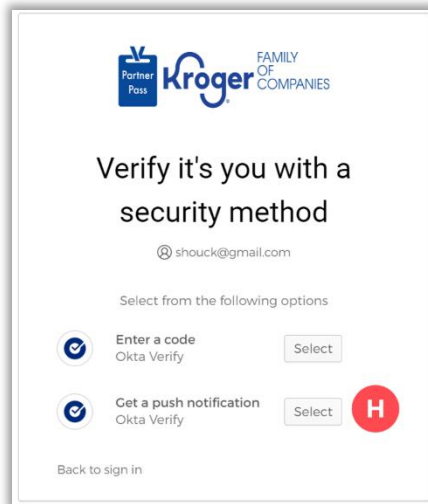 Partner
Pass
Kroger
FAMILY
OF
COMPANIES
Verify it's you with a
security method
shouck@gmail.com
Select from the following options
Enter a code
Okta Verify
Select
Get a push notification
Okta Verify
Select
H
Back to sign in